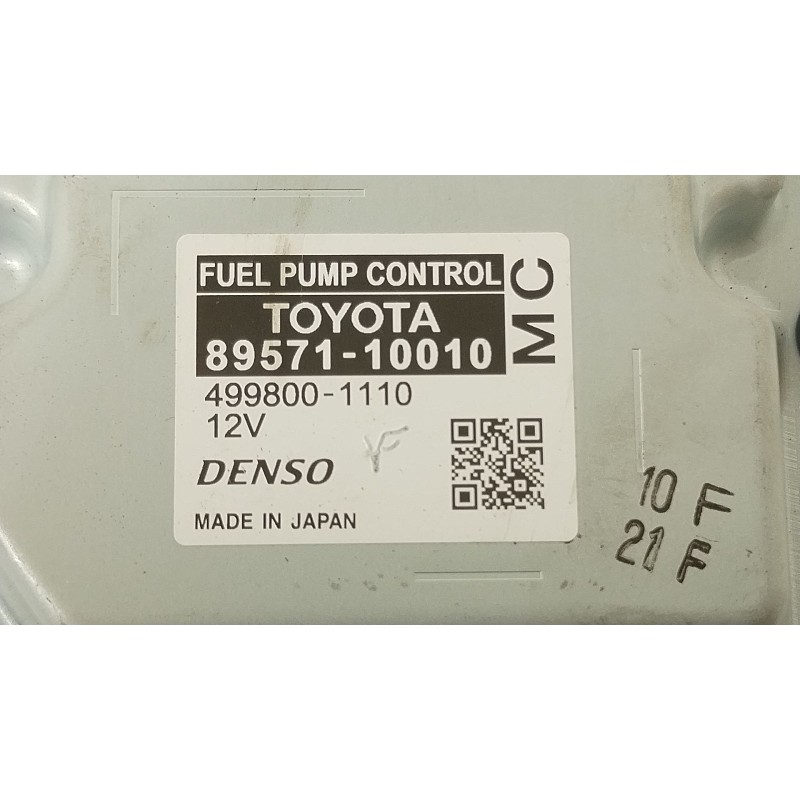 FUEL PUMP CONTROL
TOYOTA
89571-10010
MC
499800-1110
12V
DENSO
MADE IN JAPAN
10 F
21 F